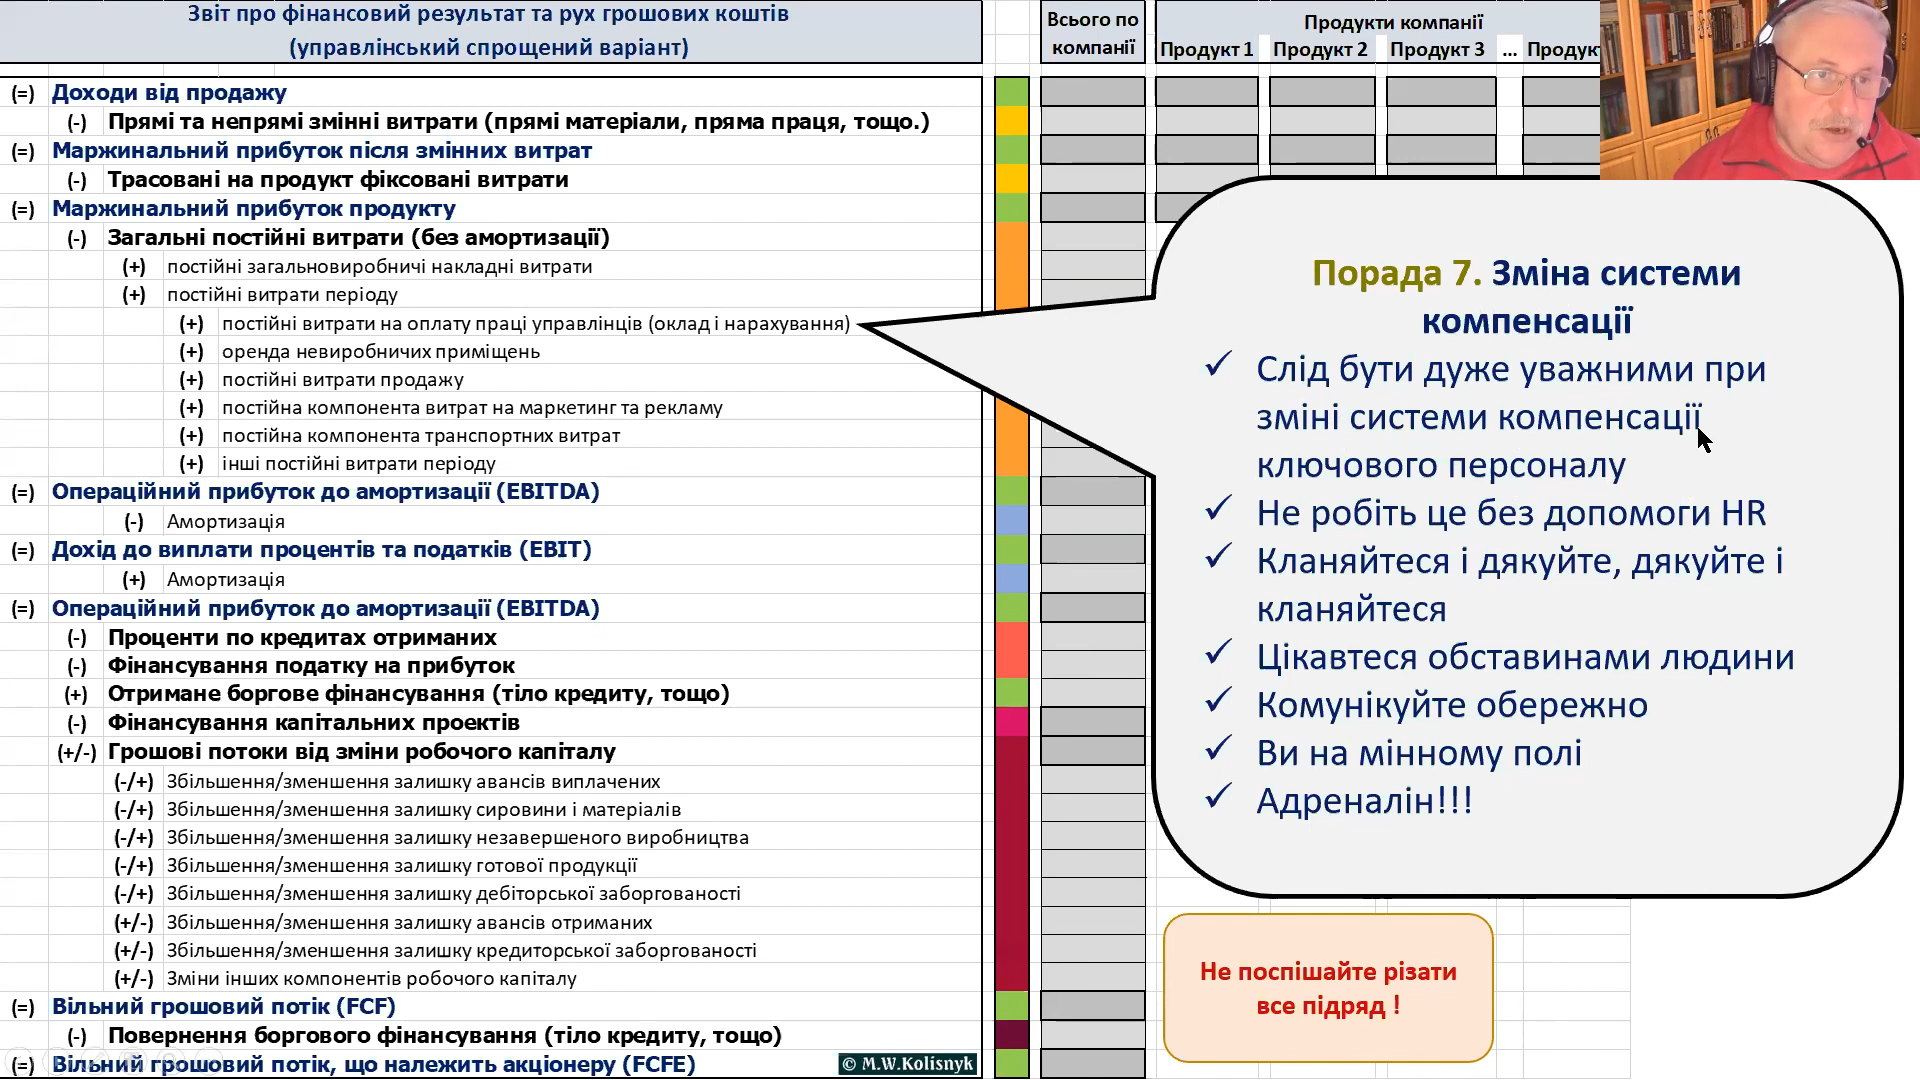 Звіт про фінансовий результат та рух грошових коштів
(управлінський спрощений варіант)
Всього по
компанії
Продукти компанії
Продукт 1 Продукт 2 Продукт 3 ...
(=) Доходи від продажу
(-) Прямі та непрямі змінні витрати (прямі матеріали, пряма праця, тощо.)
(=) Маржинальний прибуток після змінних витрат
(-) Трасовані на продукт фіксовані витрати
(=) Маржинальний прибуток продукту
(-) Загальні постійні витрати (без амортизації)
(+) постійні загальновиробничі накладні витрати
(+) постійні витрати періоду
(+) постійні витрати на оплату праці управлінців (оклад і нарахування)
(+) оренда невиробничих приміщень
(+) постійні витрати продажу
(+) постійна компонента витрат на маркетинг та рекламу
(+) постійна компонента транспортних витрат
(+) інші постійні витрати періоду
(=) Операційний прибуток до амортизації (EBITDA)
(-) Амортизація
(=) Дохід до виплати процентів та податків (EBIT)
(+) Амортизація
(=) Операційний прибуток до амортизації (EBITDA)
(-) Проценти по кредитах отриманих
(-) Фінансування податку на прибуток
(+) Отримане боргове фінансування (тіло кредиту, тощо)
(-) Фінансування капітальних проектів
(+/-) Грошові потоки від зміни робочого капіталу
(-/+) Збільшення/зменшення залишку авансів виплачених
(-/+) Збільшення/зменшення залишку сировини і матеріалів
(-/+) Збільшення/зменшення залишку незавершеного виробництва
(-/+) Збільшення/зменшення залишку готової продукції
(-/+) Збільшення/зменшення залишку дебіторської заборгованості
(+/-) Збільшення/зменшення залишку авансів отриманих
(+/-) Збільшення/зменшення залишку кредиторської заборгованості
(+/-) Зміни інших компонентів робочого капіталу
(=) Вільний грошовий потік (FCF)
(-) Повернення боргового фінансування (тіло кредиту, тощо)
(=) Вільний грошовий потік, що належить акціонеру (FCFE)
© M.W.Kolisnyk
Порада 7. Зміна системи
компенсації
✓ Слід бути дуже уважними при
зміні системи компенсації
ключового персоналу
✓ Не робіть це без допомоги HR
✓ Кланяйтеся і дякуйте, дякуйте і
кланяйтеся
✓ Цікавтеся обставинами людини
✓ Комунікуйте обережно
✓ Ви на мінному полі
✓ Адреналін!!!
Не поспішайте різати
все підряд !